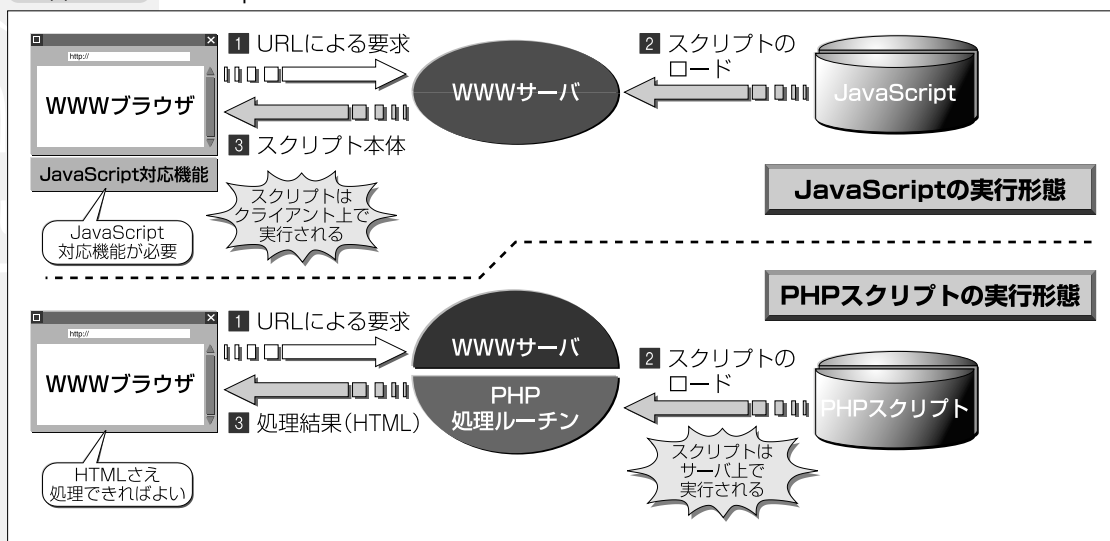 http://
WWWブラウザ
JavaScript対応機能
JavaScript
対応機能が必要
1 URLによる要求
3 スクリプト本体
スクリプトは
クライアント上で
実行される
WWWサーバ
2 スクリプトの
ロード
JavaScript
JavaScriptの実行形態
PHPスクリプトの実行形態
http://
WWWブラウザ
HTMLさえ
処理できればよい
1 URLによる要求
3 処理結果(HTML)
WWWサーバ
PHP
処理ルーチン
2 スクリプトの
ロード
スクリプトは
サーバ上で
実行される
PHPスクリプト